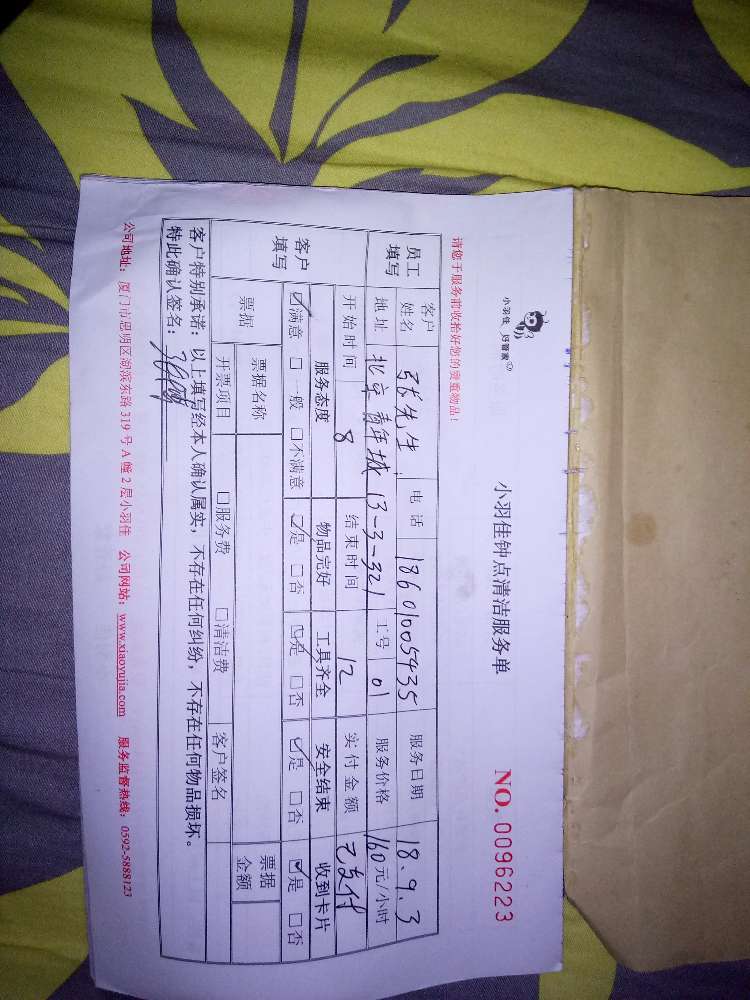 小羽佳 好管家
小羽佳钟点清洁服务单
NO. 0096223
请您于服务前收拾好您的贵重物品!
员工填写 客户姓名 张先生 电话 18601005435 服务日期 18.9.3
地址 北京青年城13-3-321 工号 01 服务价格 160元/小时
开始时间 8 结束时间 12 实付金额 已支付
客户填写 服务态度 物品完好 工具齐全 安全结束 收到卡片
☑满意 □一般 □不满意 ☑是 □否 ☑是 □否 ☑是 □否 ☑是 □否
票据 票据名称 票据金额
开票项目 □服务费 □清洁费 客户签名
客户特别承诺:以上填写经本人确认属实,不存在任何纠纷,不存在任何物品损坏。
特此确认签名:
公司地址:厦门市思明区湖滨东路319号A幢2层小羽佳 公司网站:www.xiaoyujia.com 服务监督热线:0592-5888123